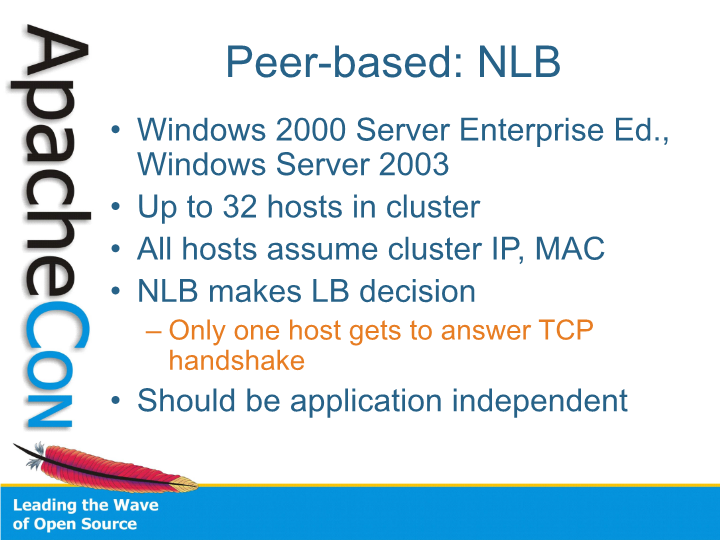 ApacheCon
Peer-based: NLB
• Windows 2000 Server Enterprise Ed.,
Windows Server 2003
• Up to 32 hosts in cluster
• All hosts assume cluster IP, MAC
• NLB makes LB decision
– Only one host gets to answer TCP
handshake
• Should be application independent
Leading the Wave
of Open Source